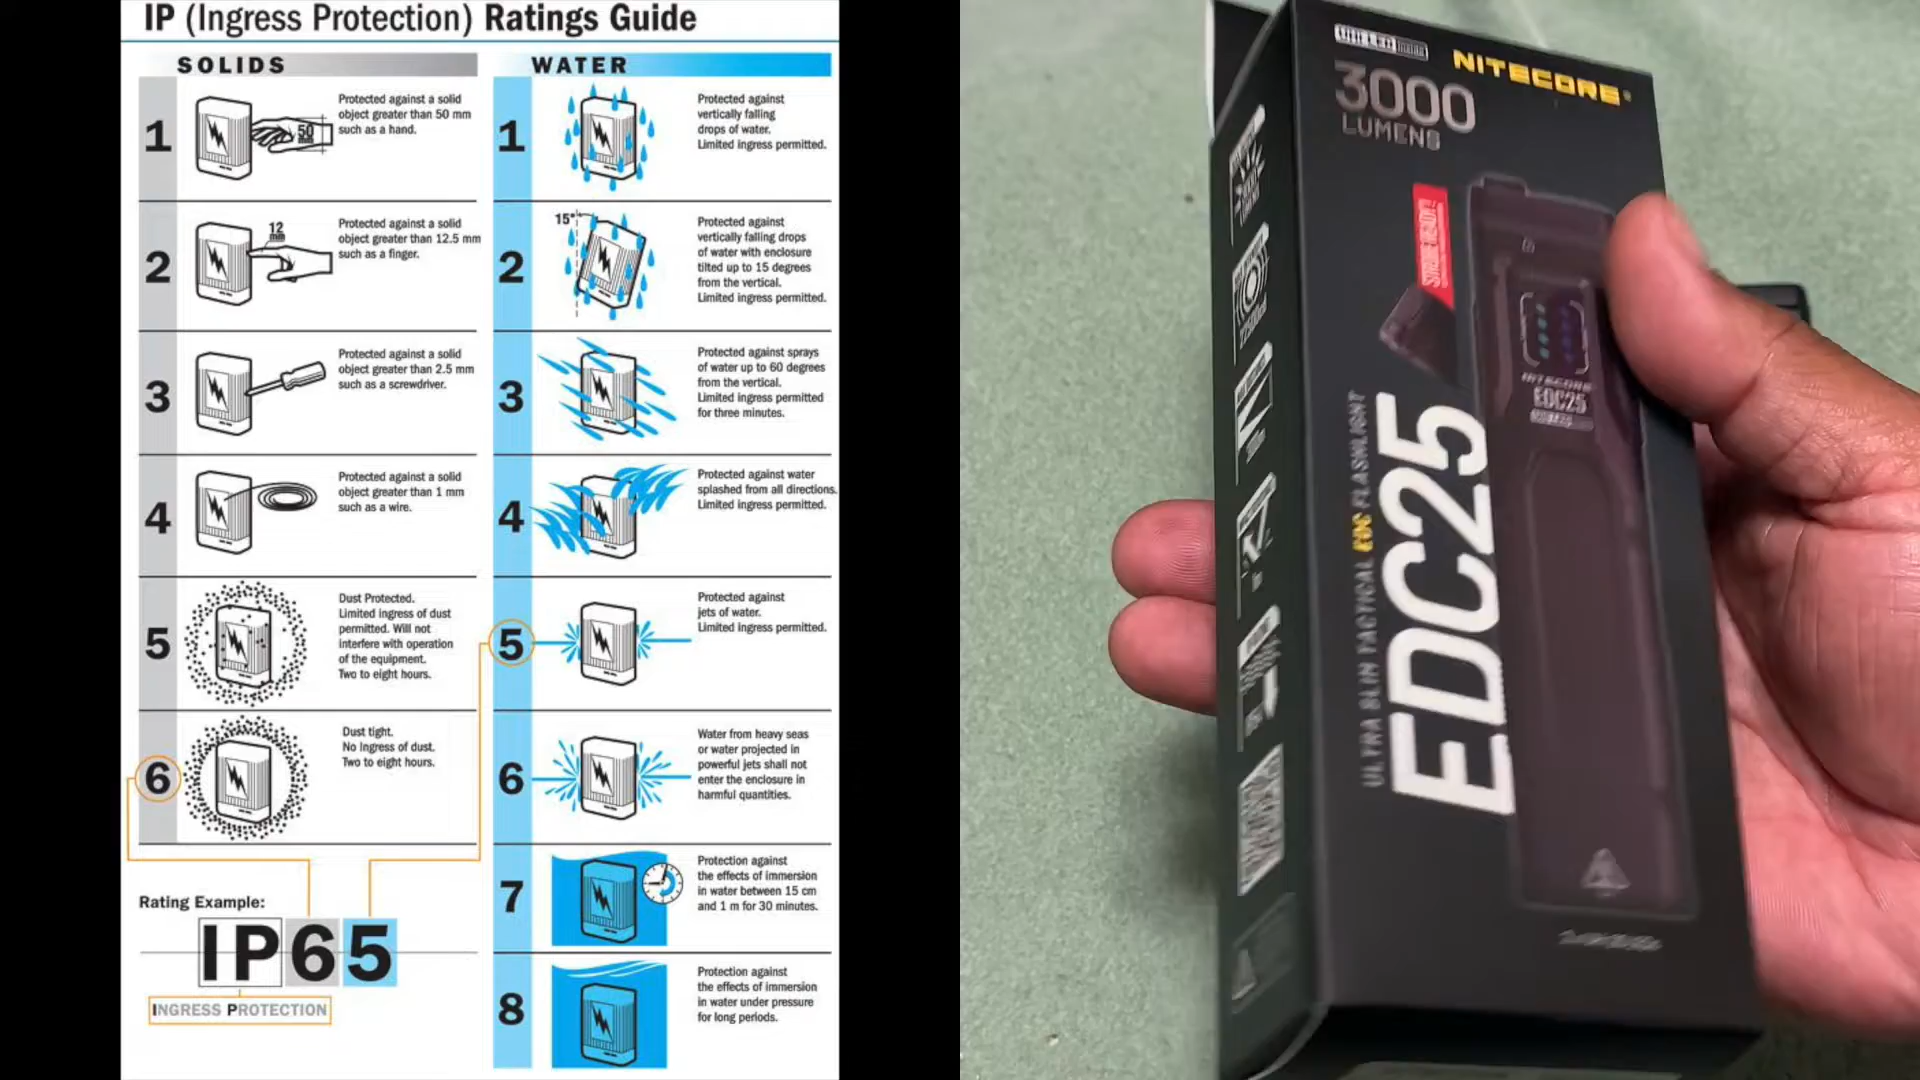 IP (Ingress Protection) Ratings Guide
SOLIDS
1
50
mm
Protected against a solid
object greater than 50 mm
such as a hand.
2
12
mm
Protected against a solid
object greater than 12.5 mm
such as a finger.
3
Protected against a solid
object greater than 2.5 mm
such as a screwdriver.
4
Protected against a solid
object greater than 1 mm
such as a wire.
5
Dust Protected.
Limited ingress of dust
permitted. Will not
interfere with operation
of the equipment.
Two to eight hours.
6
Dust tight.
No Ingress of dust.
Two to eight hours.
Rating Example:
IP65
INGRESS PROTECTION
WATER
1
Protected against
vertically falling
drops of water.
Limited ingress permitted.
2
15°
Protected against
vertically falling drops
of water with enclosure
tilted up to 15 degrees
from the vertical.
Limited ingress permitted.
3
Protected against sprays
of water up to 60 degrees
from the vertical.
Limited ingress permitted
for three minutes.
4
Protected against water
splashed from all directions.
Limited ingress permitted.
5
Protected against
jets of water.
Limited ingress permitted.
6
Water from heavy seas
or water projected in
powerful jets shall not
enter the enclosure in
harmful quantities.
7
Protection against
the effects of immersion
in water between 15 cm
and 1 m for 30 minutes.
8
Protection against
the effects of immersion
in water under pressure
for long periods.
NITECORE
3000
LUMENS
NITECORE
EDC25
ULTRA SLIM TACTICAL EDC FLASHLIGHT
EDC25